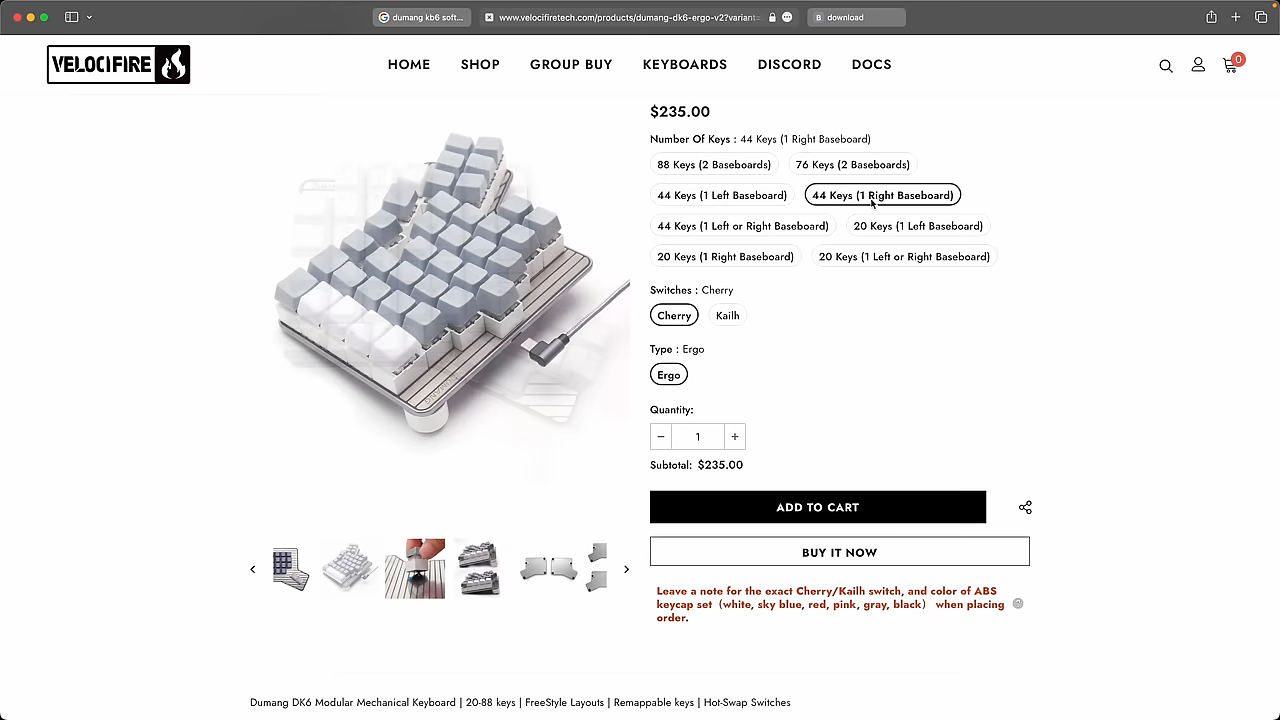 dumang kb6 soft...
www.velocifiretech.com/products/dumang-dk6-ergo-v2?variant=
B download
VELOCIFIRE
HOME SHOP GROUP BUY KEYBOARDS DISCORD DOCS
0
$235.00
Number Of Keys : 44 Keys (1 Right Baseboard)
88 Keys (2 Baseboards) 76 Keys (2 Baseboards)
44 Keys (1 Left Baseboard) 44 Keys (1 Right Baseboard)
44 Keys (1 Left or Right Baseboard) 20 Keys (1 Left Baseboard)
20 Keys (1 Right Baseboard) 20 Keys (1 Left or Right Baseboard)
Switches : Cherry
Cherry Kailh
Type : Ergo
Ergo
Quantity:
− 1 +
Subtotal: $235.00
ADD TO CART
BUY IT NOW
Leave a note for the exact Cherry/Kailh switch, and color of ABS
keycap set（white, sky blue, red, pink, gray, black） when placing
order.
Dumang DK6 Modular Mechanical Keyboard | 20-88 keys | FreeStyle Layouts | Remappable keys | Hot-Swap Switches